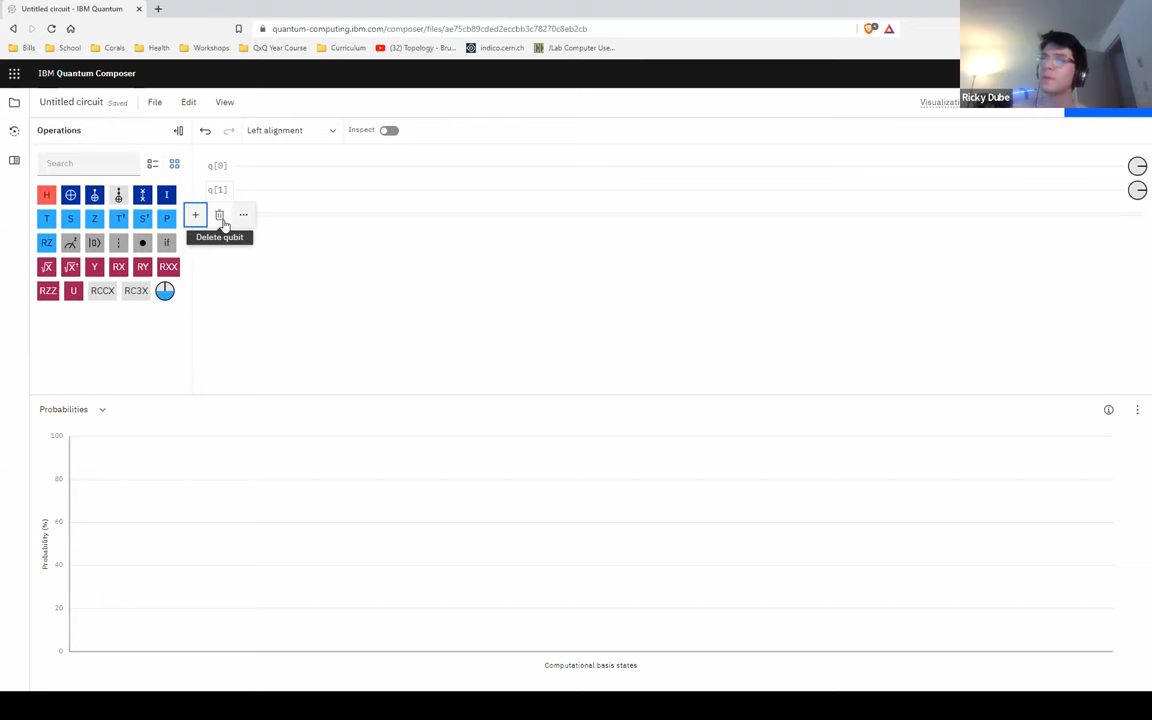 Untitled circuit - IBM Quantum
quantum-computing.ibm.com/composer/files/ae75cb89cded2eccbb3c78270c8eb2cb
Bills School Corals Health Workshops QxQ Year Course Curriculum (32) Topology - Bru... indico.cern.ch JLab Computer Use...
IBM Quantum Composer
Ricky Dube
Untitled circuit Saved File Edit View Visualizati
Operations Left alignment Inspect
Search
q[0]
q[1]
H I
T S Z T† S† P
RZ |0⟩ if
Delete qubit
√X √X† Y RX RY RXX
RZZ U RCCX RC3X
Probabilities
100
80
60
40
20
0
Probability (%)
Computational basis states